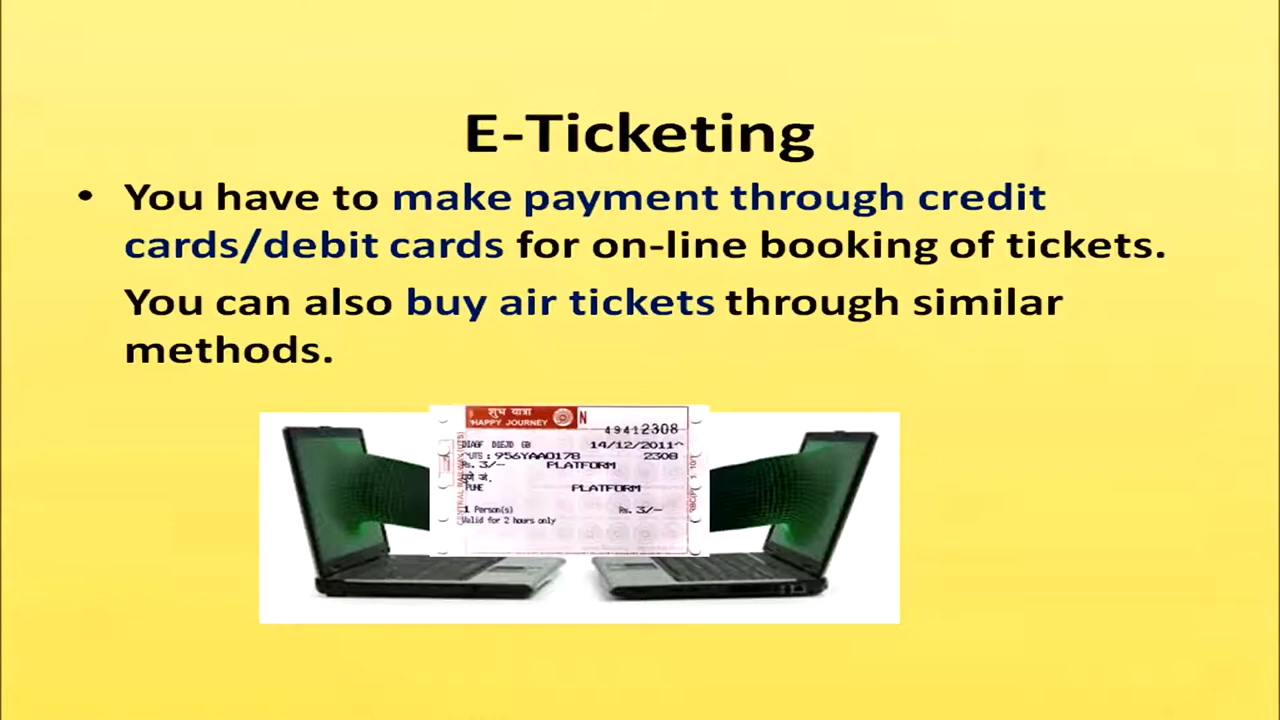 E-Ticketing
• You have to make payment through credit
cards/debit cards for on-line booking of tickets.
You can also buy air tickets through similar
methods.
शुभ यात्रा
HAPPY JOURNEY
N
49412308
14/12/2011
UTS : 956YAA0178 2308
Rs. 3/-- PLATFORM
पुणे जं.
PUNE PLATFORM
1 Person(s) Rs. 3/--
Valid for 2 hours only